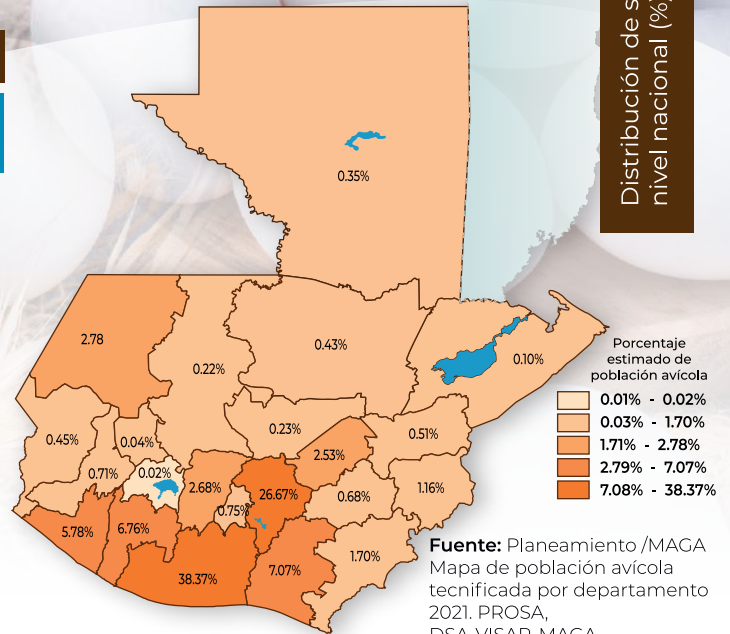 Distribución de s
nivel nacional (%)
0.35%
2.78
0.22%
0.43%
0.10%
0.45%
0.04%
0.23%
0.51%
2.53%
0.71%
0.02%
2.68%
0.75%
26.67%
0.68%
1.16%
5.78%
6.76%
38.37%
7.07%
1.70%
Porcentaje
estimado de
población avícola
0.01% - 0.02%
0.03% - 1.70%
1.71% - 2.78%
2.79% - 7.07%
7.08% - 38.37%
Fuente: Planeamiento /MAGA
Mapa de población avícola
tecnificada por departamento
2021. PROSA,
DSA-VISAR-MAGA